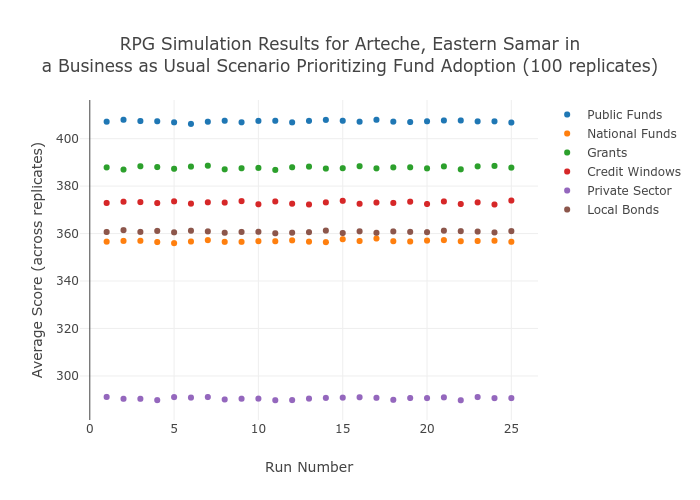 RPG Simulation Results for Arteche, Eastern Samar in
a Business as Usual Scenario Prioritizing Fund Adoption (100 replicates)
Average Score (across replicates)
400
380
360
340
320
300
0 5 10 15 20 25
Run Number
Public Funds
National Funds
Grants
Credit Windows
Private Sector
Local Bonds